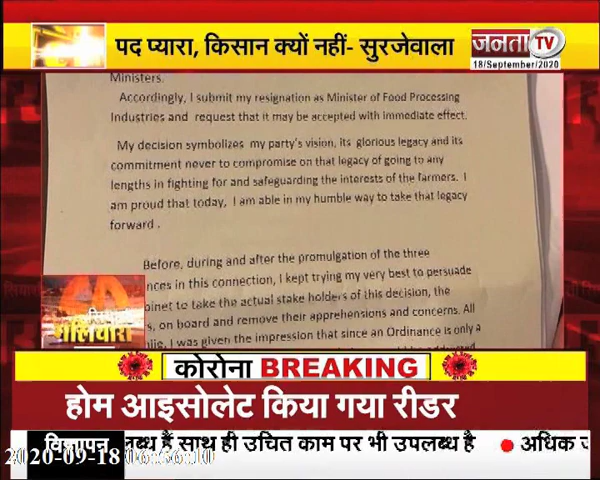 पद प्यारा, किसान क्यों नहीं- सुरजेवाला
जनता TV
18/September/2020
Ministers.
Accordingly, I submit my resignation as Minister of Food Processing
Industries and request that it may be accepted with immediate effect.
My decision symbolizes my party's vision, its glorious legacy and its
commitment never to compromise on that legacy of going to any
lengths in fighting for and safeguarding the interests of the farmers. I
am proud that today, I am able in my humble way to take that legacy
forward .
Before, during and after the promulgation of the three
nces in this connection, I kept trying my very best to persuade
binet to take the actual stake holders of this decision, the
s, on board and remove their apprehensions and concerns. All
I was given the impression that since an Ordinance is only a
गलियारा
कोरोना BREAKING
होम आइसोलेट किया गया रीडर
विज्ञापन
लब्ध हैं साथ ही उचित काम पर भी उपलब्ध है
अधिक ज
2020-09-18